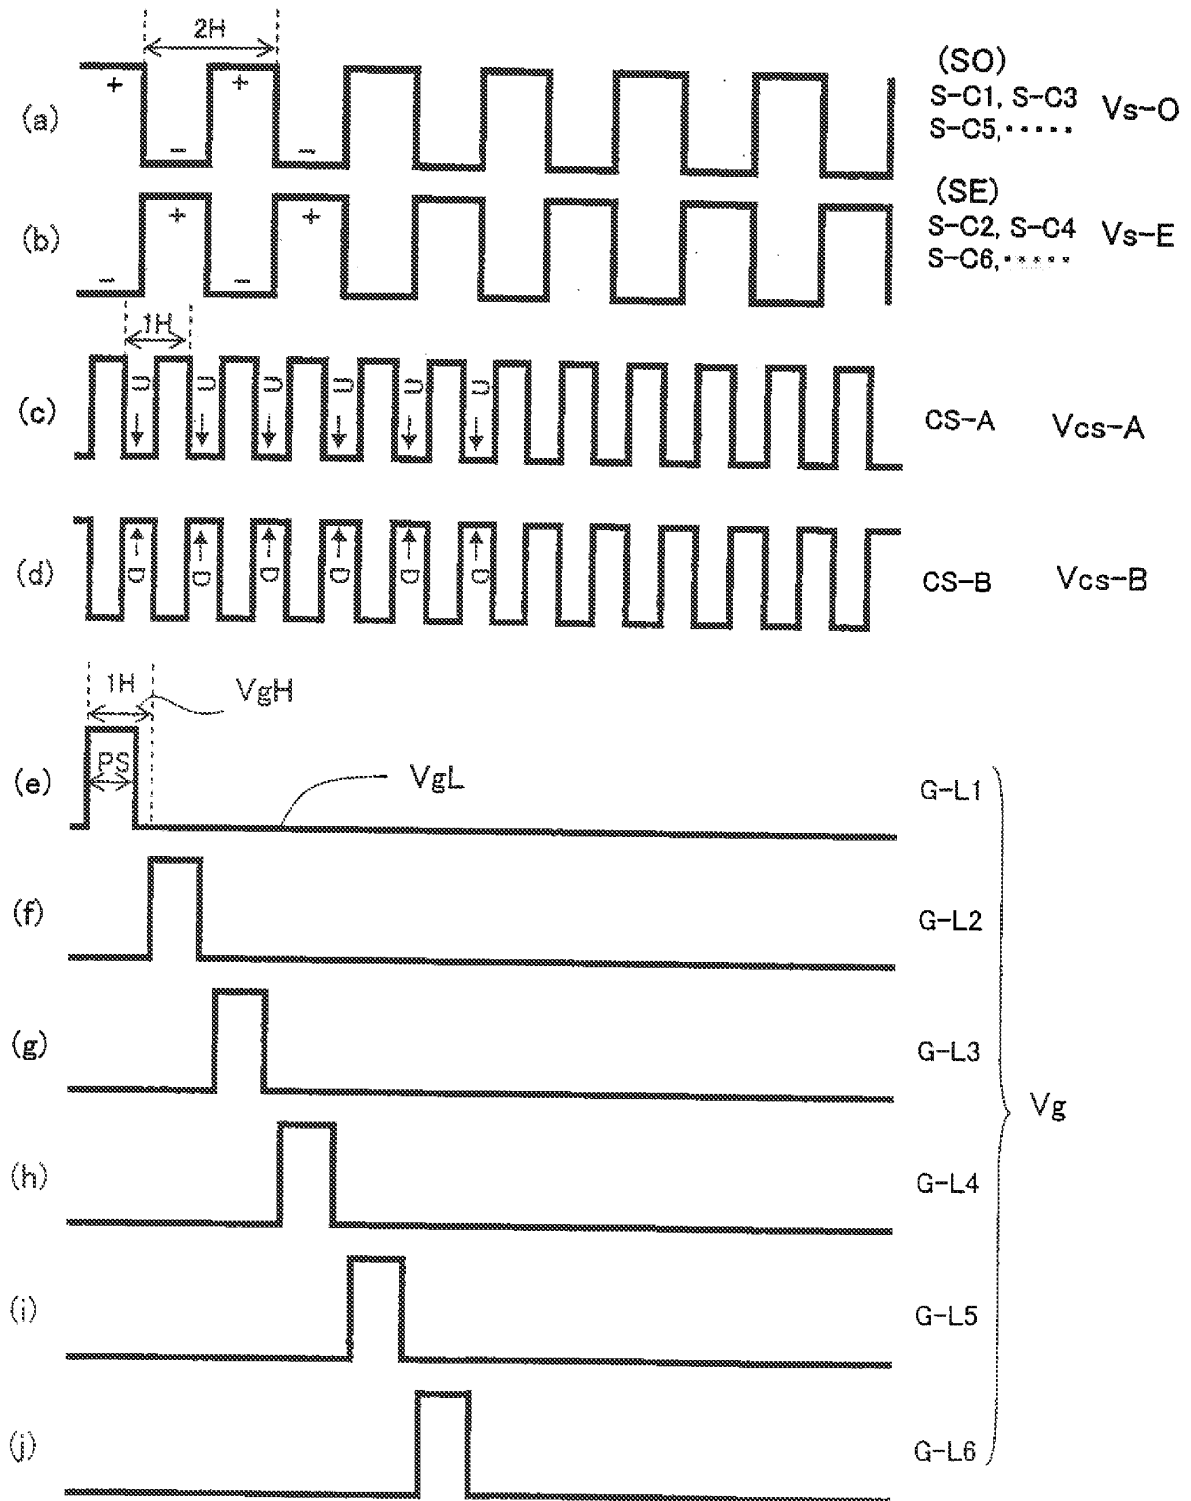 2H
(a)
+
+
−
−
(SO)
S-C1, S-C3
S-C5, ·····
Vs-O
(b)
+
+
−
−
(SE)
S-C2, S-C4
S-C6, ·····
Vs-E
1H
(c)
U U U U U U
CS-A
Vcs-A
(d)
D D D D D D
CS-B
Vcs-B
1H
VgH
PS
(e)
VgL
G-L1
(f)
G-L2
(g)
G-L3
Vg
(h)
G-L4
(i)
G-L5
(j)
G-L6